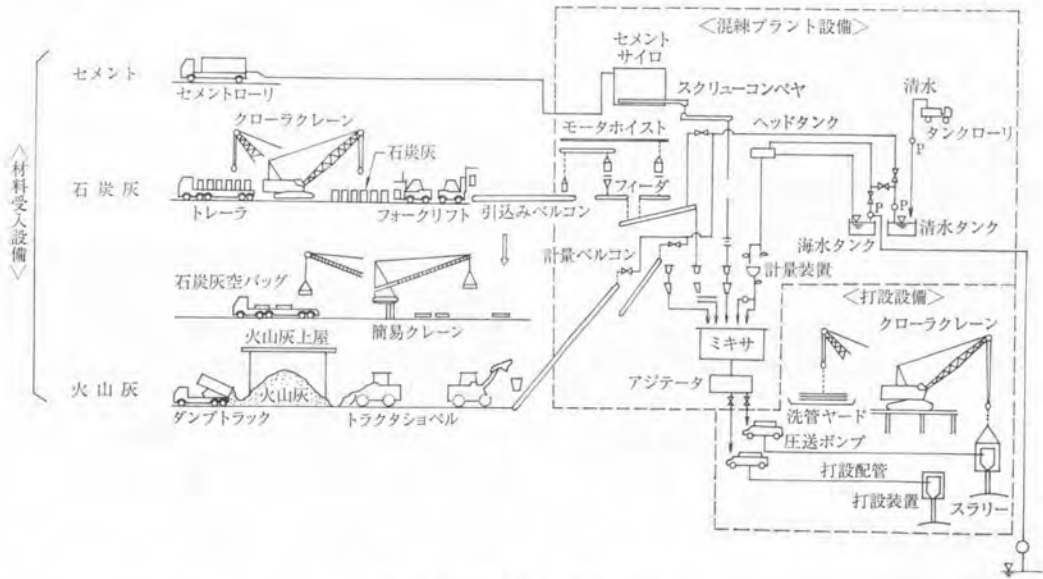 〈混練プラント設備〉
セメント
サイロ
セメント
セメントローリ
スクリューコンベヤ
清水
タンクローリ
P
クローラクレーン
モータホイスト
ヘッドタンク
石炭灰
〈材料受入設備〉
石炭灰
トレーラ
フォークリフト
引込みベルコン
フィーダ
P
P
海水タンク
清水タンク
計量ベルコン
計量装置
石炭灰空バッグ
簡易クレーン
〈打設設備〉
クローラクレーン
火山灰上屋
ミキサ
火山灰
火山灰
ダンプトラック
トラクタショベル
アジテータ
洗管ヤード
圧送ポンプ
打設配管
打設装置
スラリー